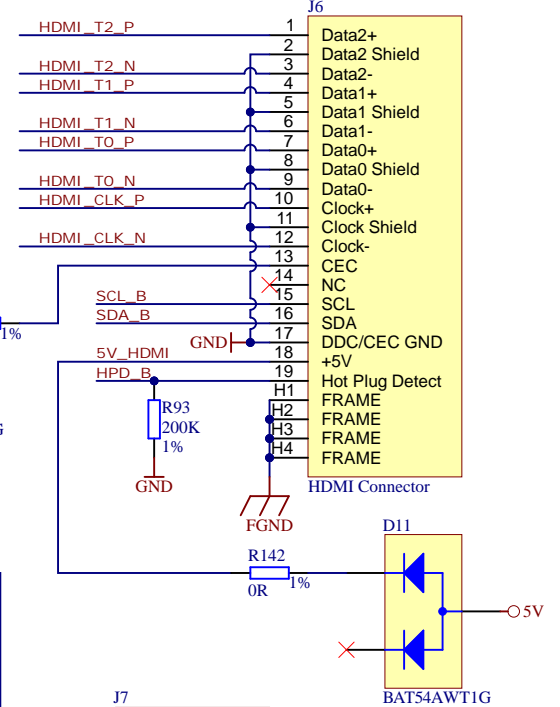 J6
HDMI_T2_P
1
Data2+
2
Data2 Shield
HDMI_T2_N
3
Data2-
HDMI_T1_P
4
Data1+
5
Data1 Shield
HDMI_T1_N
6
Data1-
HDMI_T0_P
7
Data0+
8
Data0 Shield
HDMI_T0_N
9
Data0-
HDMI_CLK_P
10
Clock+
11
Clock Shield
HDMI_CLK_N
12
Clock-
13
CEC
14
NC
SCL_B
15
SCL
1%
SDA_B
16
SDA
GND
17
DDC/CEC GND
5V_HDMI
18
+5V
HPD_B
19
Hot Plug Detect
H1
FRAME
R93
200K
1%
H2
FRAME
H3
FRAME
H4
FRAME
GND
HDMI Connector
FGND
D11
R142
0R
1%
5V
BAT54AWT1G
J7